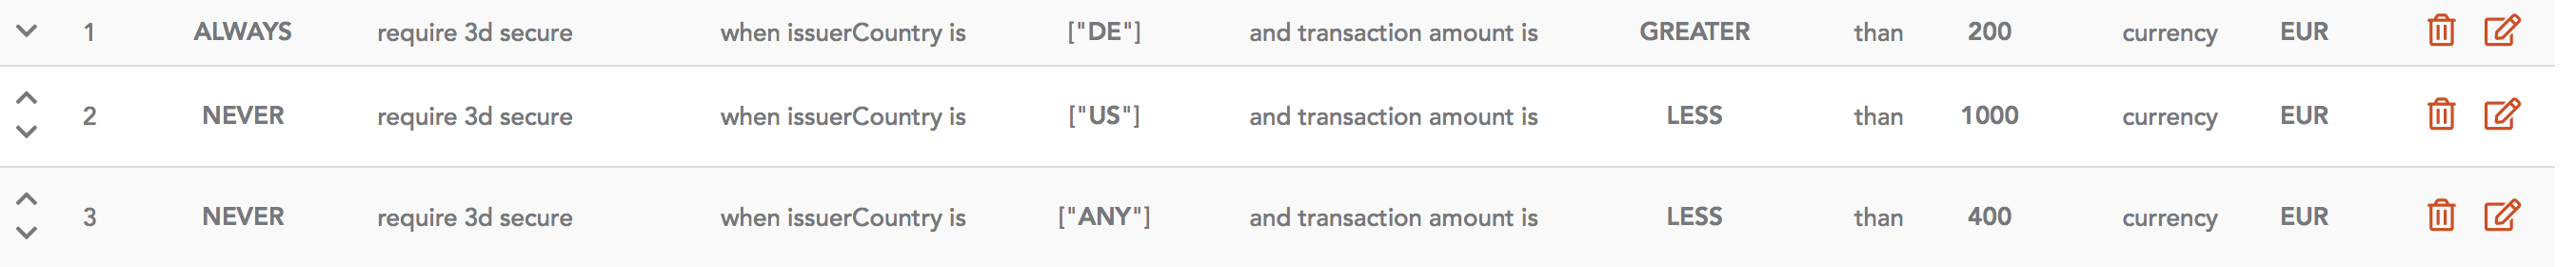 1 ALWAYS require 3d secure when issuerCountry is ["DE"] and transaction amount is GREATER than 200 currency EUR
2 NEVER require 3d secure when issuerCountry is ["US"] and transaction amount is LESS than 1000 currency EUR
3 NEVER require 3d secure when issuerCountry is ["ANY"] and transaction amount is LESS than 400 currency EUR